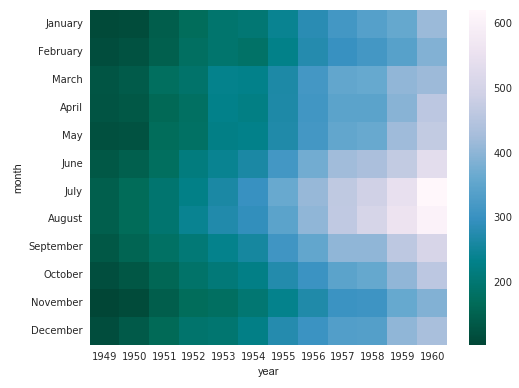 month
January
February
March
April
May
June
July
August
September
October
November
December
1949 1950 1951 1952 1953 1954 1955 1956 1957 1958 1959 1960
year
600
500
400
300
200